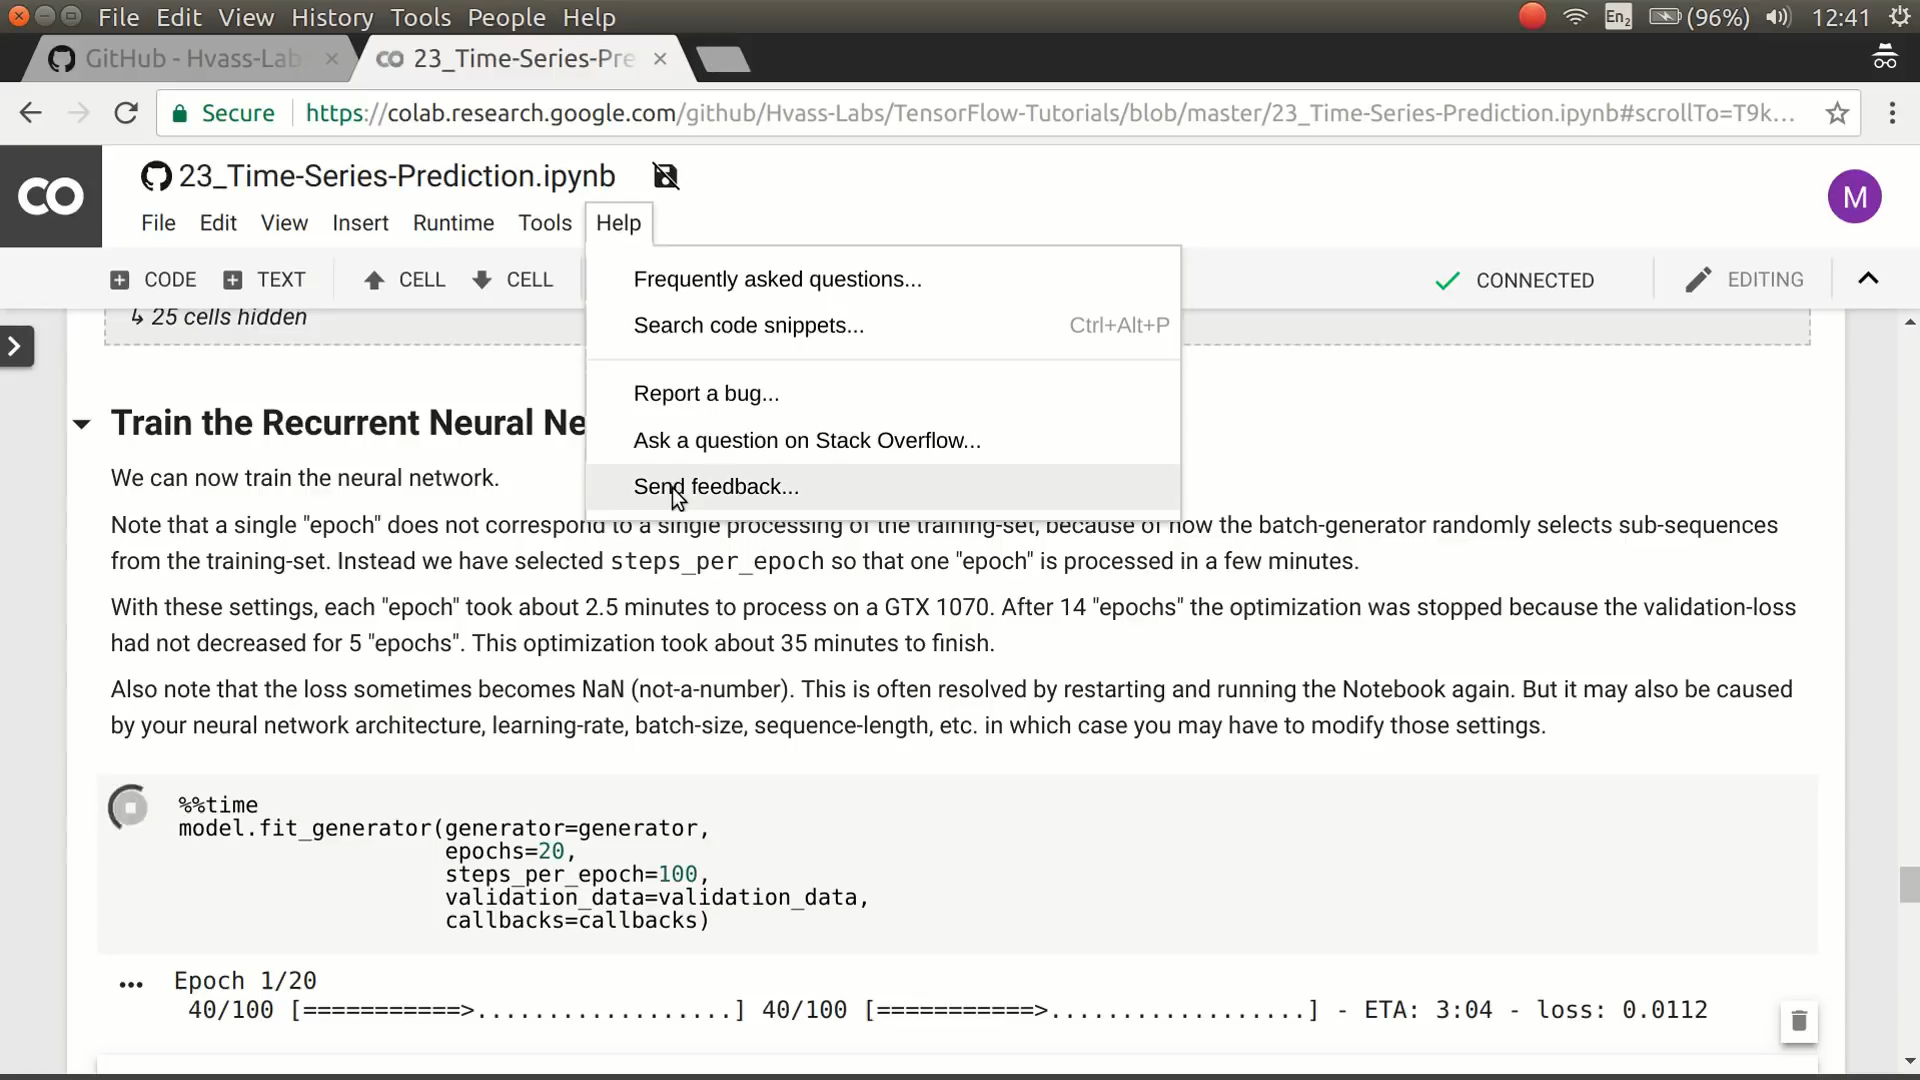 File Edit View History Tools People Help
En2 (96%) 12:41
GitHub - Hvass-Lab
23_Time-Series-Pre
Secure https://colab.research.google.com/github/Hvass-Labs/TensorFlow-Tutorials/blob/master/23_Time-Series-Prediction.ipynb#scrollTo=T9k...
CO
23_Time-Series-Prediction.ipynb
M
File Edit View Insert Runtime Tools Help
CODE TEXT CELL CELL
CONNECTED EDITING
Frequently asked questions...
Search code snippets... Ctrl+Alt+P
Report a bug...
Ask a question on Stack Overflow...
Send feedback...
↳ 25 cells hidden
Train the Recurrent Neural Ne
We can now train the neural network.
Note that a single "epoch" does not correspond to a single processing of the training-set, because of how the batch-generator randomly selects sub-sequences
from the training-set. Instead we have selected steps_per_epoch so that one "epoch" is processed in a few minutes.
With these settings, each "epoch" took about 2.5 minutes to process on a GTX 1070. After 14 "epochs" the optimization was stopped because the validation-loss
had not decreased for 5 "epochs". This optimization took about 35 minutes to finish.
Also note that the loss sometimes becomes NaN (not-a-number). This is often resolved by restarting and running the Notebook again. But it may also be caused
by your neural network architecture, learning-rate, batch-size, sequence-length, etc. in which case you may have to modify those settings.
%%time
model.fit_generator(generator=generator,
epochs=20,
steps_per_epoch=100,
validation_data=validation_data,
callbacks=callbacks)
... Epoch 1/20
40/100 [===========>..................] 40/100 [===========>..................] - ETA: 3:04 - loss: 0.0112